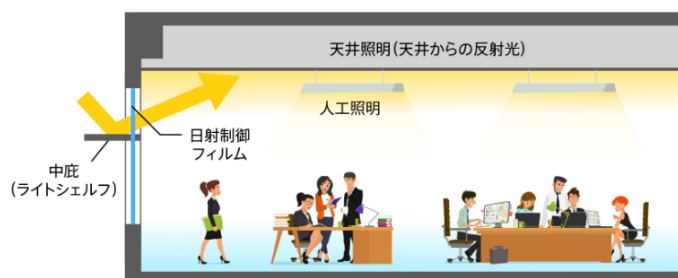 天井照明(天井からの反射光)
人工照明
日射制御
フィルム
中庇
(ライトシェルフ)